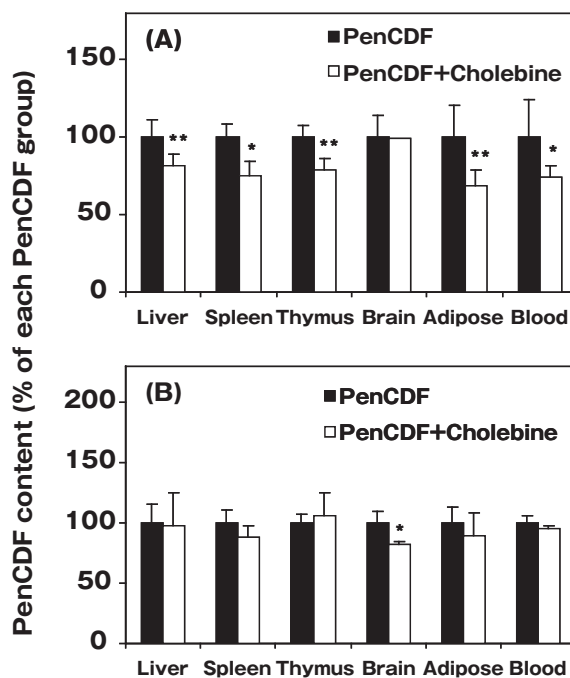 PenCDF content (% of each PenCDF group)
(A)
PenCDF
PenCDF+Cholebine
150
100
50
0
** * ** ** *
Liver Spleen Thymus Brain Adipose Blood
(B)
PenCDF
PenCDF+Cholebine
200
150
100
50
0
*
Liver Spleen Thymus Brain Adipose Blood